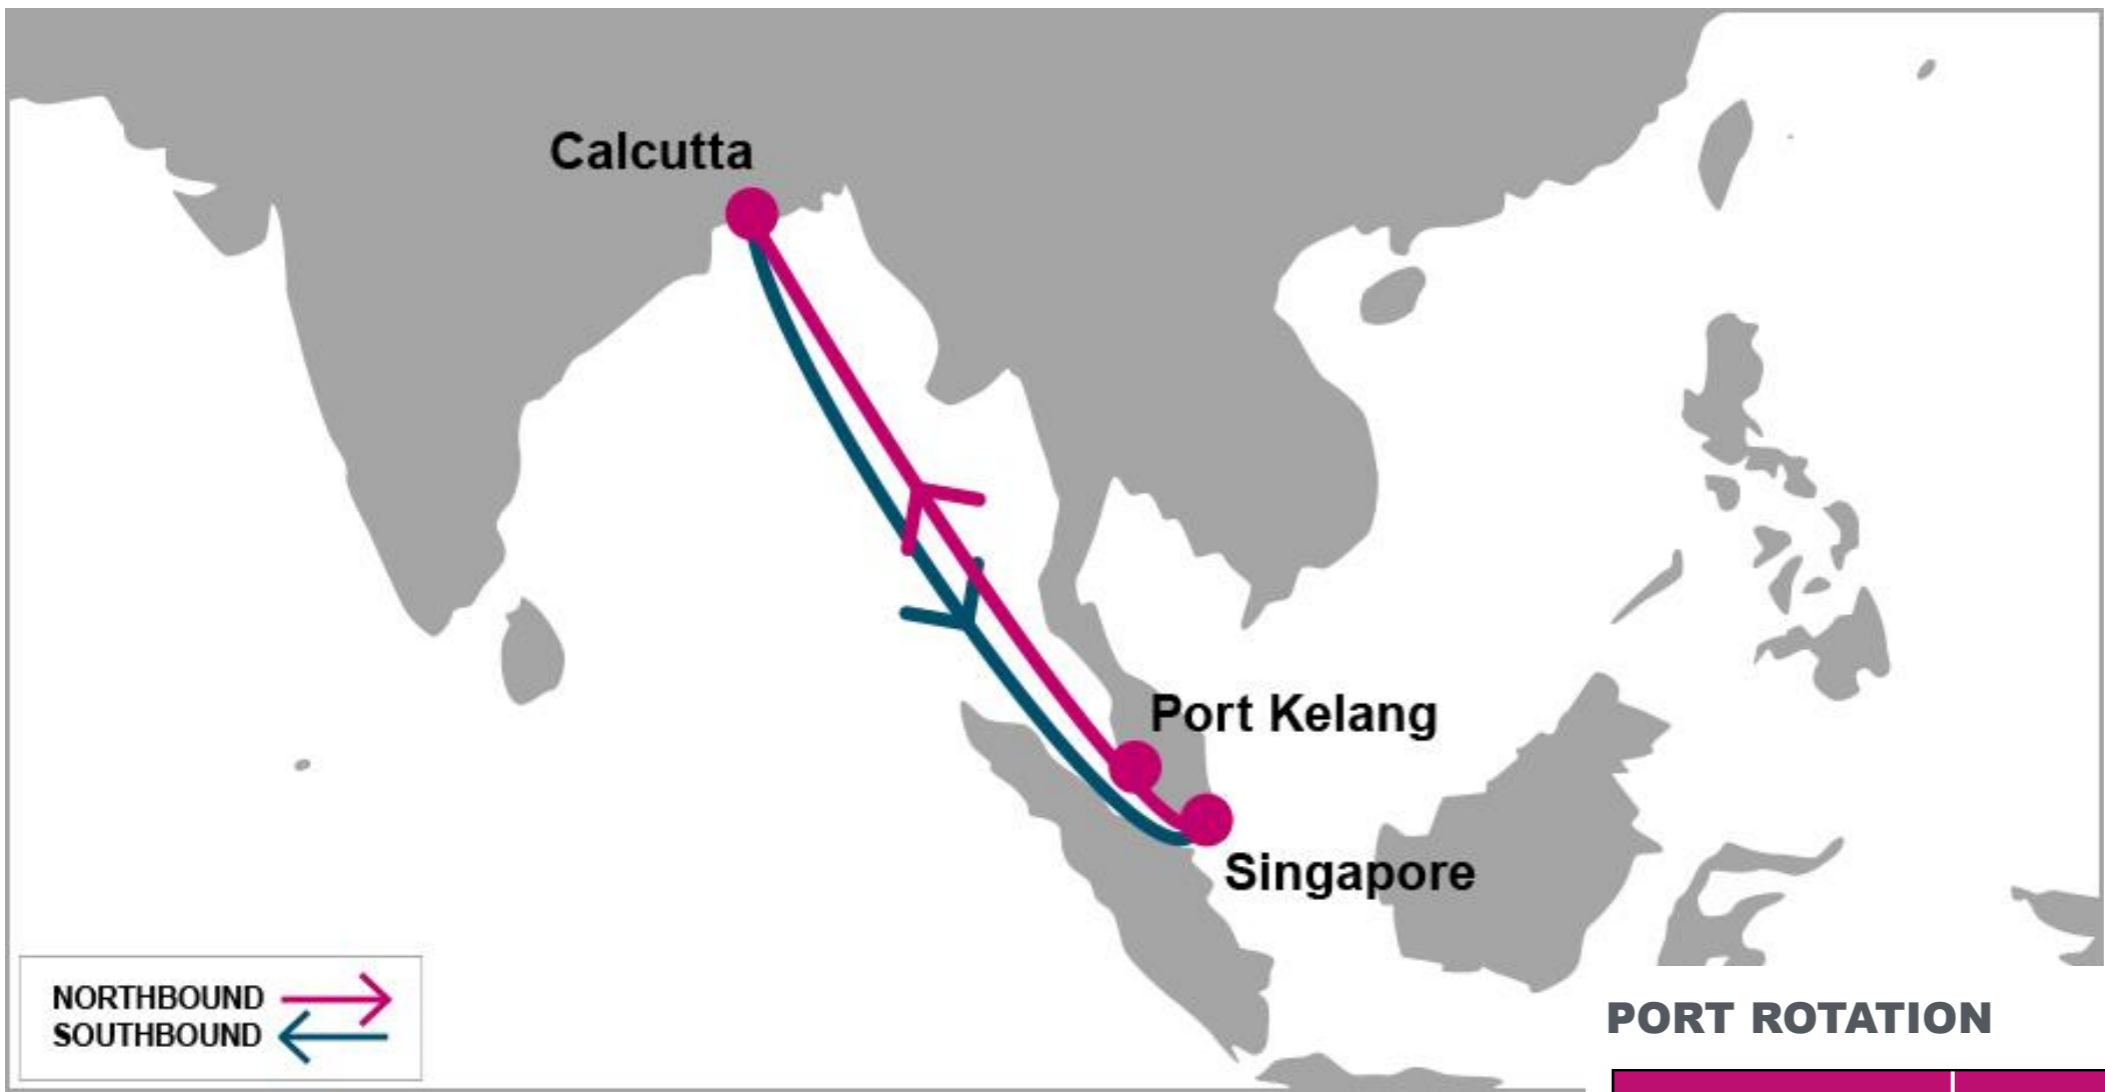 Calcutta
Port Kelang
Singapore
NORTHBOUND
SOUTHBOUND
PORT ROTATION